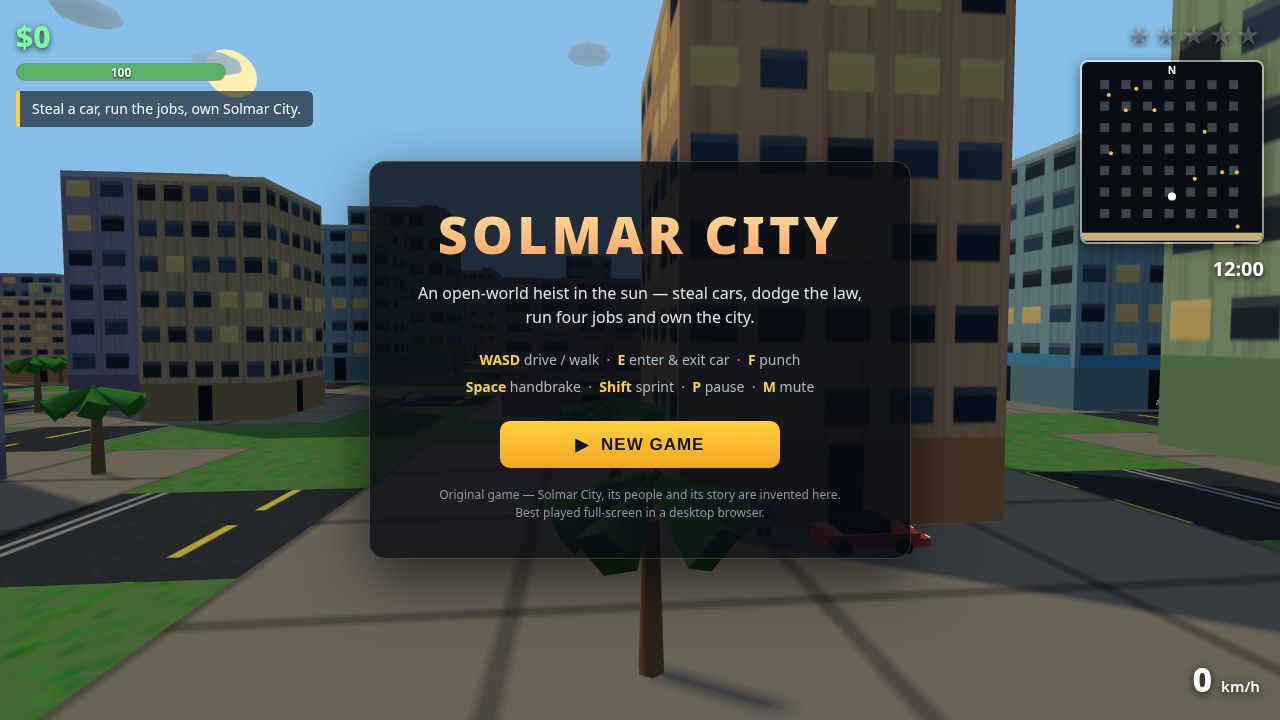 $0
100
Steal a car, run the jobs, own Solmar City.
★★★★★
N
12:00
SOLMAR CITY
An open-world heist in the sun — steal cars, dodge the law,
run four jobs and own the city.
WASD drive / walk · E enter & exit car · F punch
Space handbrake · Shift sprint · P pause · M mute
▶ NEW GAME
Original game — Solmar City, its people and its story are invented here.
Best played full-screen in a desktop browser.
0 km/h